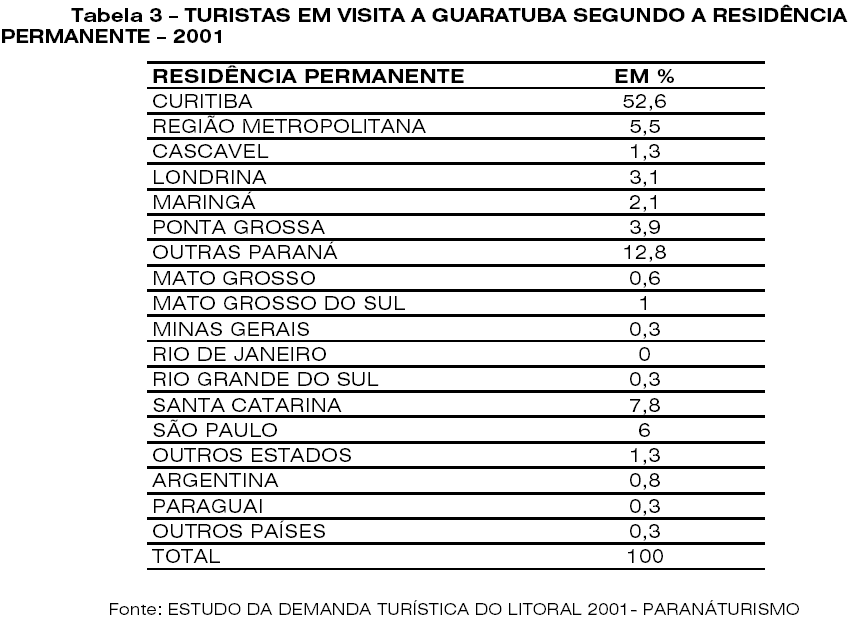 Tabela 3 – TURISTAS EM VISITA A GUARATUBA SEGUNDO A RESIDÊNCIA
PERMANENTE – 2001
RESIDÊNCIA PERMANENTE EM %
CURITIBA 52,6
REGIÃO METROPOLITANA 5,5
CASCAVEL 1,3
LONDRINA 3,1
MARINGÁ 2,1
PONTA GROSSA 3,9
OUTRAS PARANÁ 12,8
MATO GROSSO 0,6
MATO GROSSO DO SUL 1
MINAS GERAIS 0,3
RIO DE JANEIRO 0
RIO GRANDE DO SUL 0,3
SANTA CATARINA 7,8
SÃO PAULO 6
OUTROS ESTADOS 1,3
ARGENTINA 0,8
PARAGUAI 0,3
OUTROS PAÍSES 0,3
TOTAL 100
Fonte: ESTUDO DA DEMANDA TURÍSTICA DO LITORAL 2001- PARANÁTURISMO